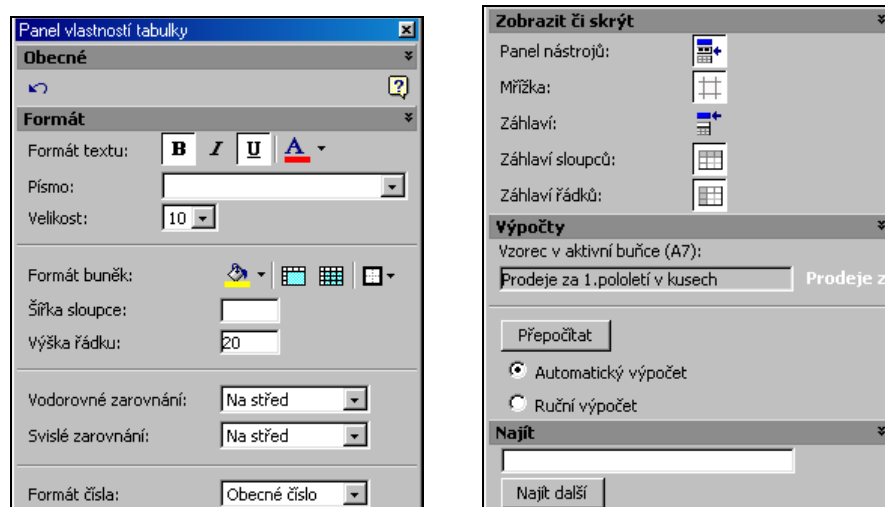 Panel vlastností tabulky
Obecné
Formát
Formát textu: B I U A
Písmo:
Velikost: 10
Formát buněk:
Šířka sloupce:
Výška řádku: 20
Vodorovné zarovnání: Na střed
Svislé zarovnání: Na střed
Formát čísla: Obecné číslo
Zobrazit či skrýt
Panel nástrojů:
Mřížka:
Záhlaví:
Záhlaví sloupců:
Záhlaví řádků:
Výpočty
Vzorec v aktivní buňce (A7):
Prodeje za 1.pololetí v kusech Prodeje z
Přepočítat
Automatický výpočet
Ruční výpočet
Najít
Najít další